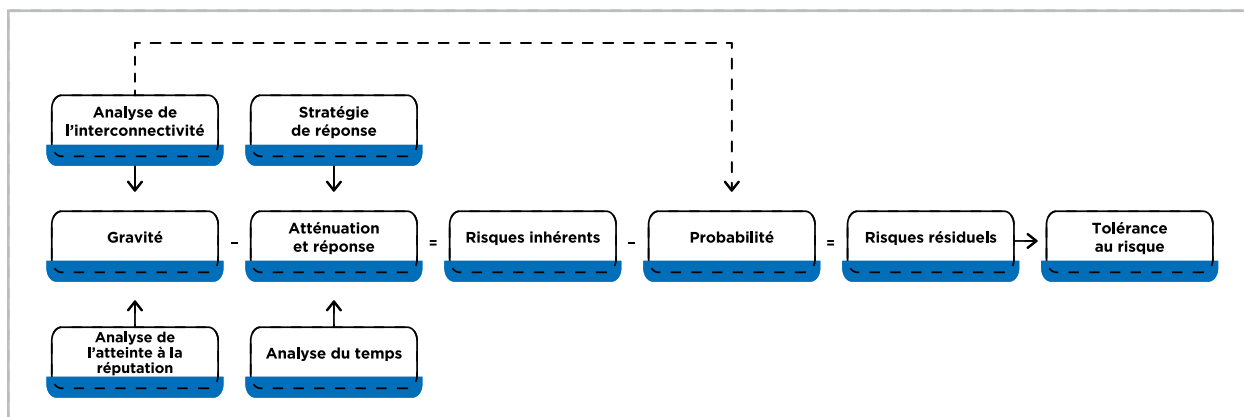 Analyse de
l'interconnectivité
Stratégie
de réponse
Gravité
-
Atténuation
et réponse
=
Risques inhérents
-
Probabilité
=
Risques résiduels
Tolérance
au risque
Analyse de
l'atteinte à la
réputation
Analyse du temps